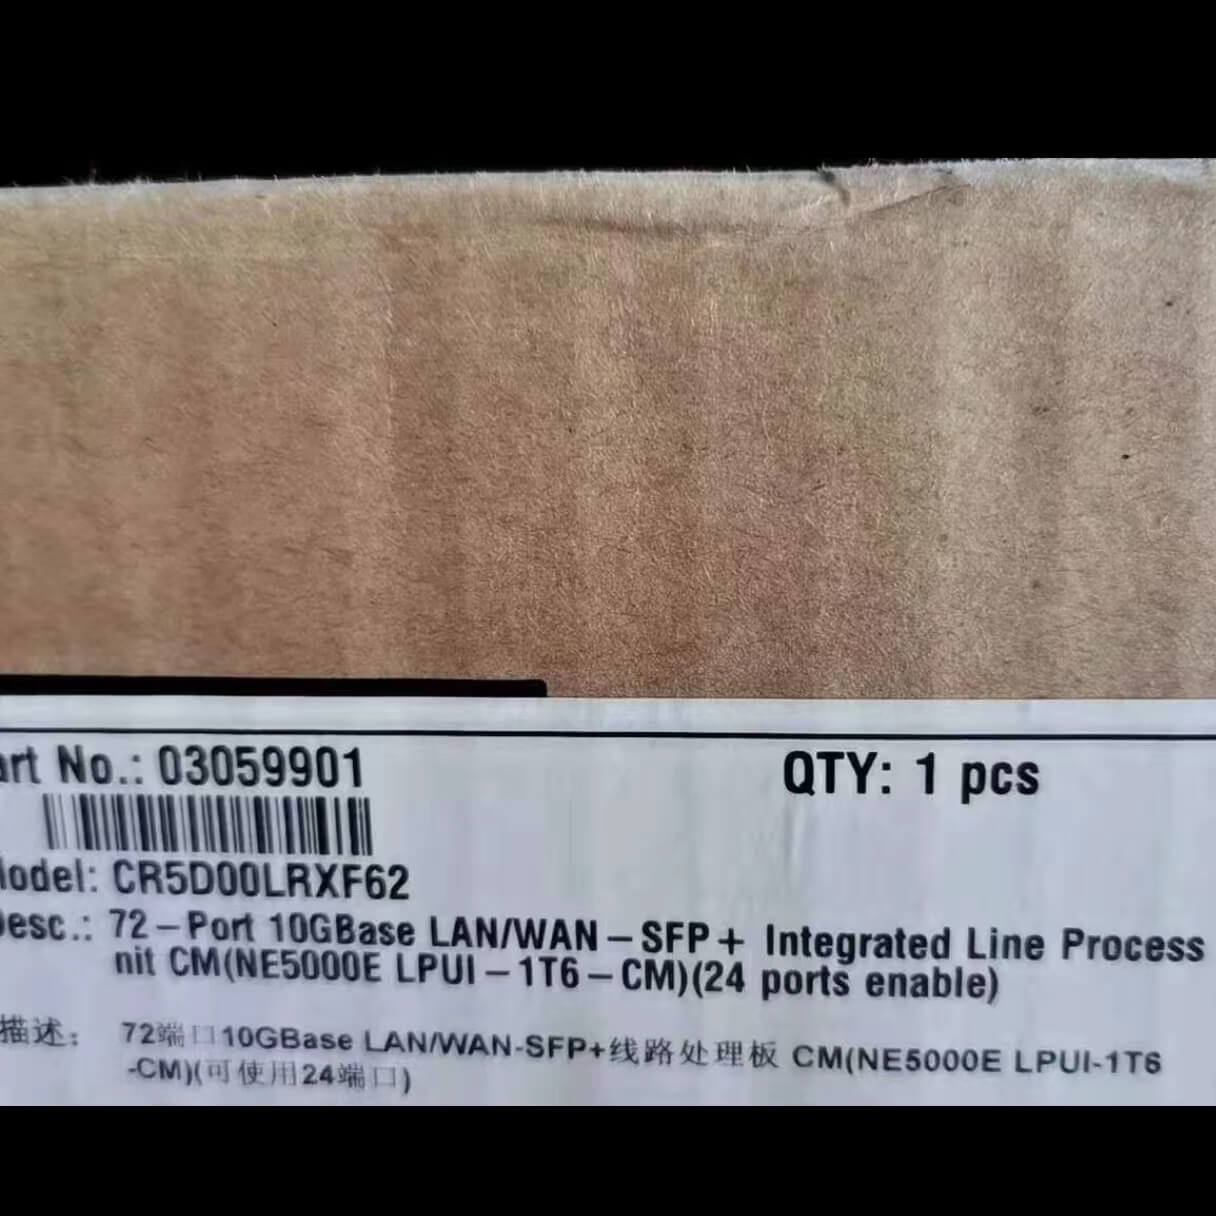 art No.: 03059901
QTY: 1 pcs
Model: CR5D00LRXF62
Desc.: 72-Port 10GBase LAN/WAN-SFP+ Integrated Line Process
nit CM(NE5000E LPUI-1T6-CM)(24 ports enable)
描述: 72端口10GBase LAN/WAN-SFP+线路处理板 CM(NE5000E LPUI-1T6
-CM)(可使用24端口)